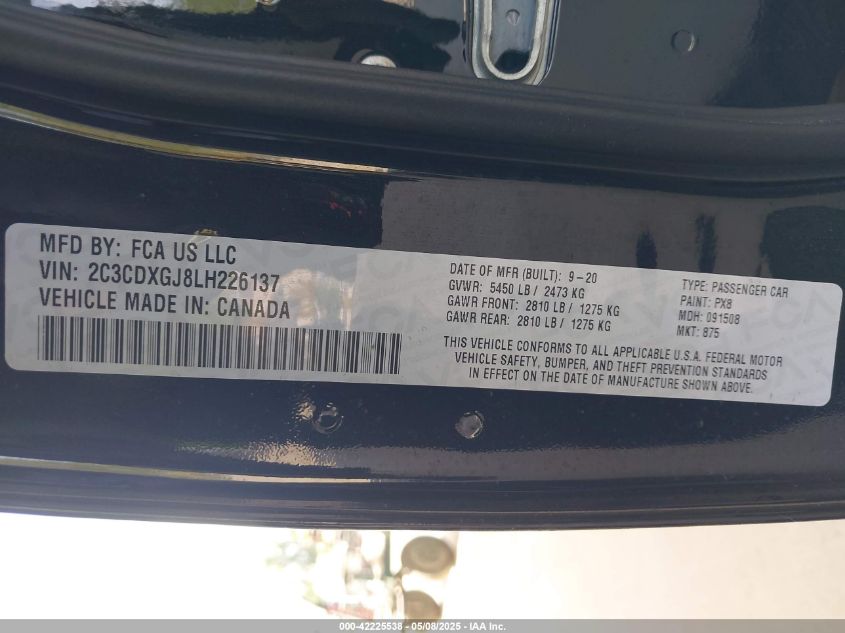 MFD BY: FCA US LLC
VIN: 2C3CDXGJ8LH226137
VEHICLE MADE IN: CANADA
DATE OF MFR (BUILT): 9-20
GVWR: 5450 LB / 2473 KG
GAWR FRONT: 2810 LB / 1275 KG
GAWR REAR: 2810 LB / 1275 KG
TYPE: PASSENGER CAR
PAINT: PX8
MDH: 091508
MKT: 875
THIS VEHICLE CONFORMS TO ALL APPLICABLE U.S.A. FEDERAL MOTOR
VEHICLE SAFETY, BUMPER, AND THEFT PREVENTION STANDARDS
IN EFFECT ON THE DATE OF MANUFACTURE SHOWN ABOVE.
000-42225538 - 05/08/2025 - IAA Inc.